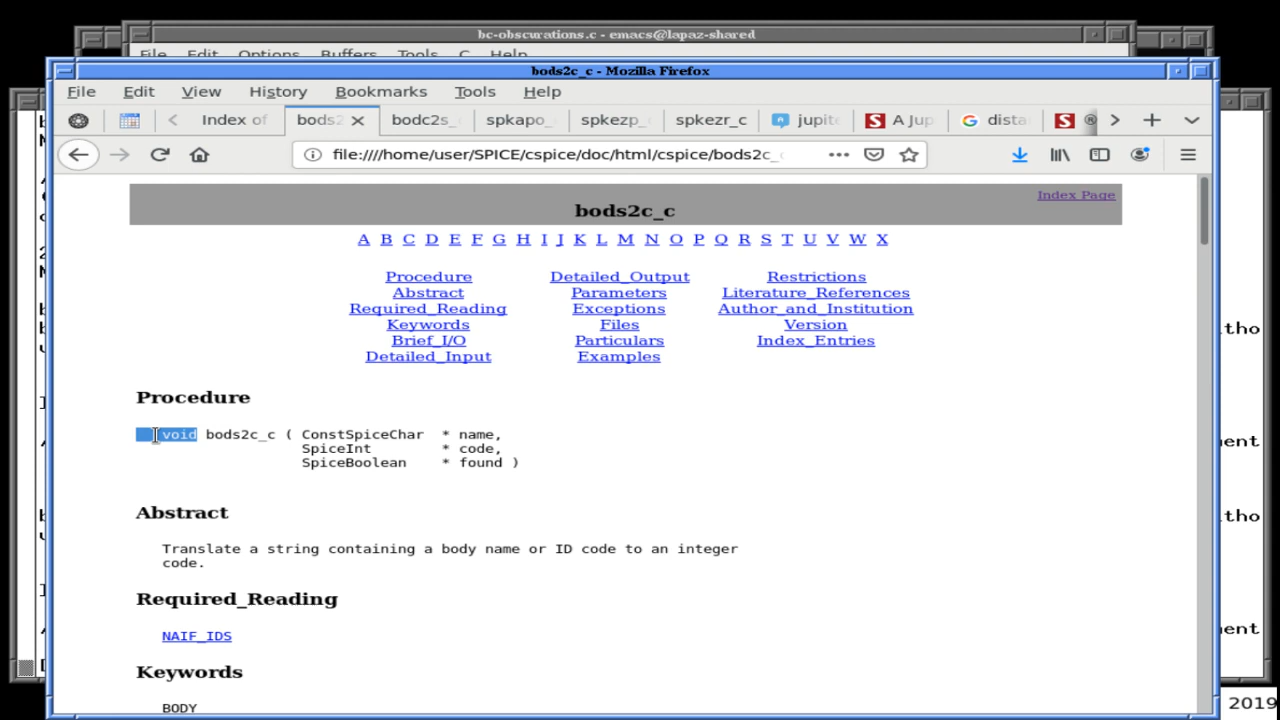 bc-obscurations.c - emacs@lapaz-shared
File Edit Options Buffers Tools C Help
bods2c_c - Mozilla Firefox
File Edit View History Bookmarks Tools Help
Index of bods2 bodc2s_ spkapo_ spkezp_ spkezr_c jupi A Jup dista
file:////home/user/SPICE/cspice/doc/html/cspice/bods2c_
Index Page
bods2c_c
A B C D E F G H I J K L M N O P Q R S T U V W X
Procedure Detailed_Output Restrictions
Abstract Parameters Literature_References
Required_Reading Exceptions Author_and_Institution
Keywords Files Version
Brief_I/O Particulars Index_Entries
Detailed_Input Examples
Procedure
void bods2c_c ( ConstSpiceChar * name,
SpiceInt * code,
SpiceBoolean * found )
Abstract
Translate a string containing a body name or ID code to an integer
code.
Required_Reading
NAIF_IDS
Keywords
BODY
2019